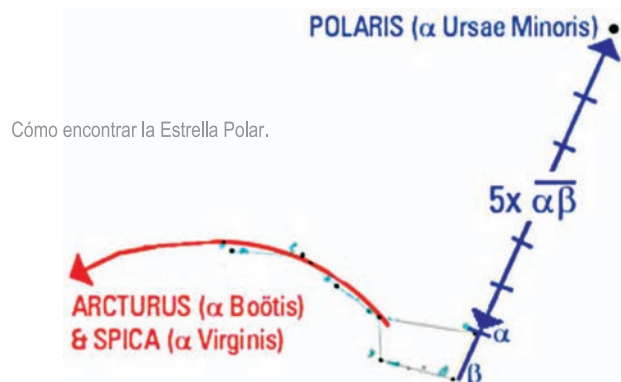 POLARIS (α Ursae Minoris)
Cómo encontrar la Estrella Polar.
5x αβ
ARCTURUS (α Boötis)
& SPICA (α Virginis)
α
β